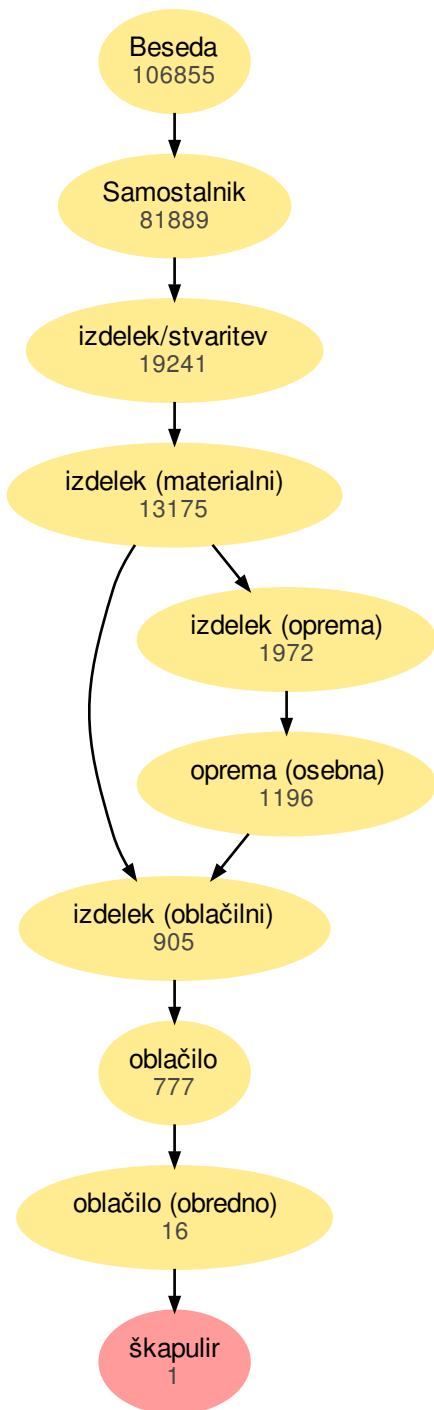 Beseda
106855
Samostalnik
81889
izdelek/stvaritev
19241
izdelek (materialni)
13175
izdelek (oprema)
1972
oprema (osebna)
1196
izdelek (oblačilni)
905
oblačilo
777
oblačilo (obredno)
16
škapulir
1